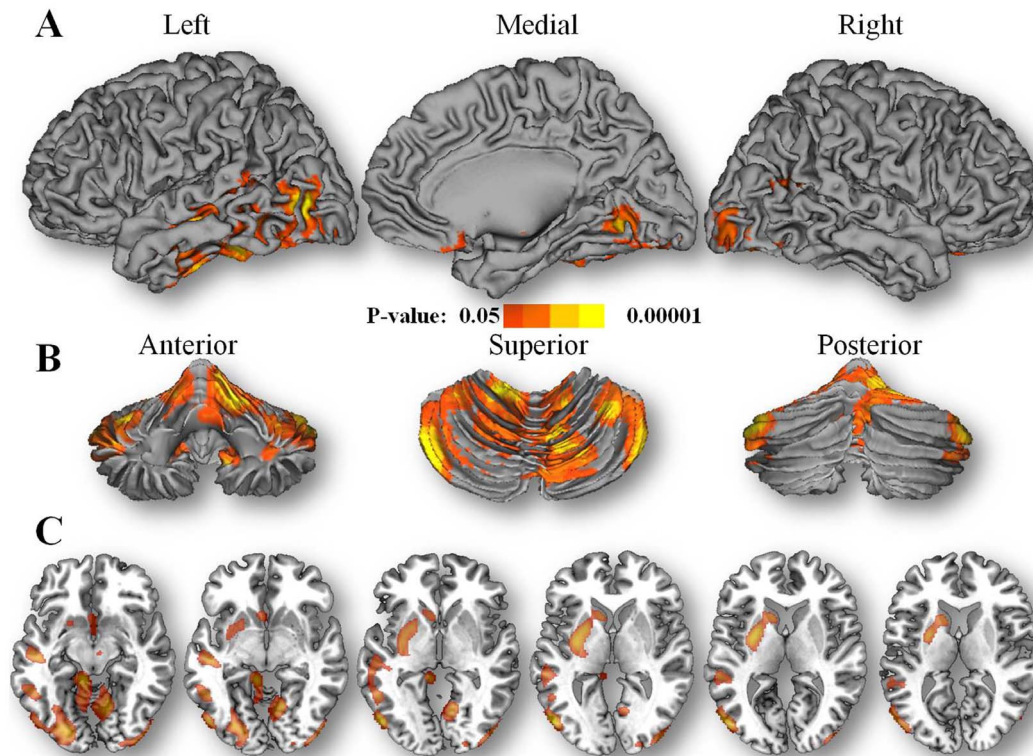 A
Left Medial Right
P-value: 0.05 0.00001
B
Anterior Superior Posterior
C